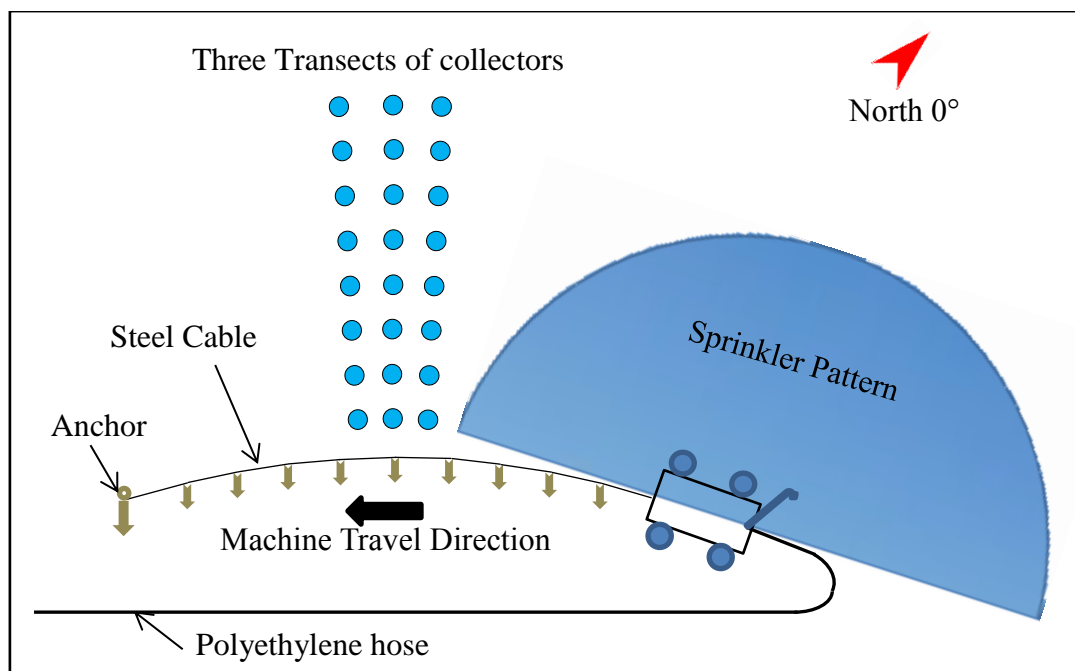 Three Transects of collectors
North 0°
Sprinkler Pattern
Steel Cable
Anchor
Machine Travel Direction
Polyethylene hose